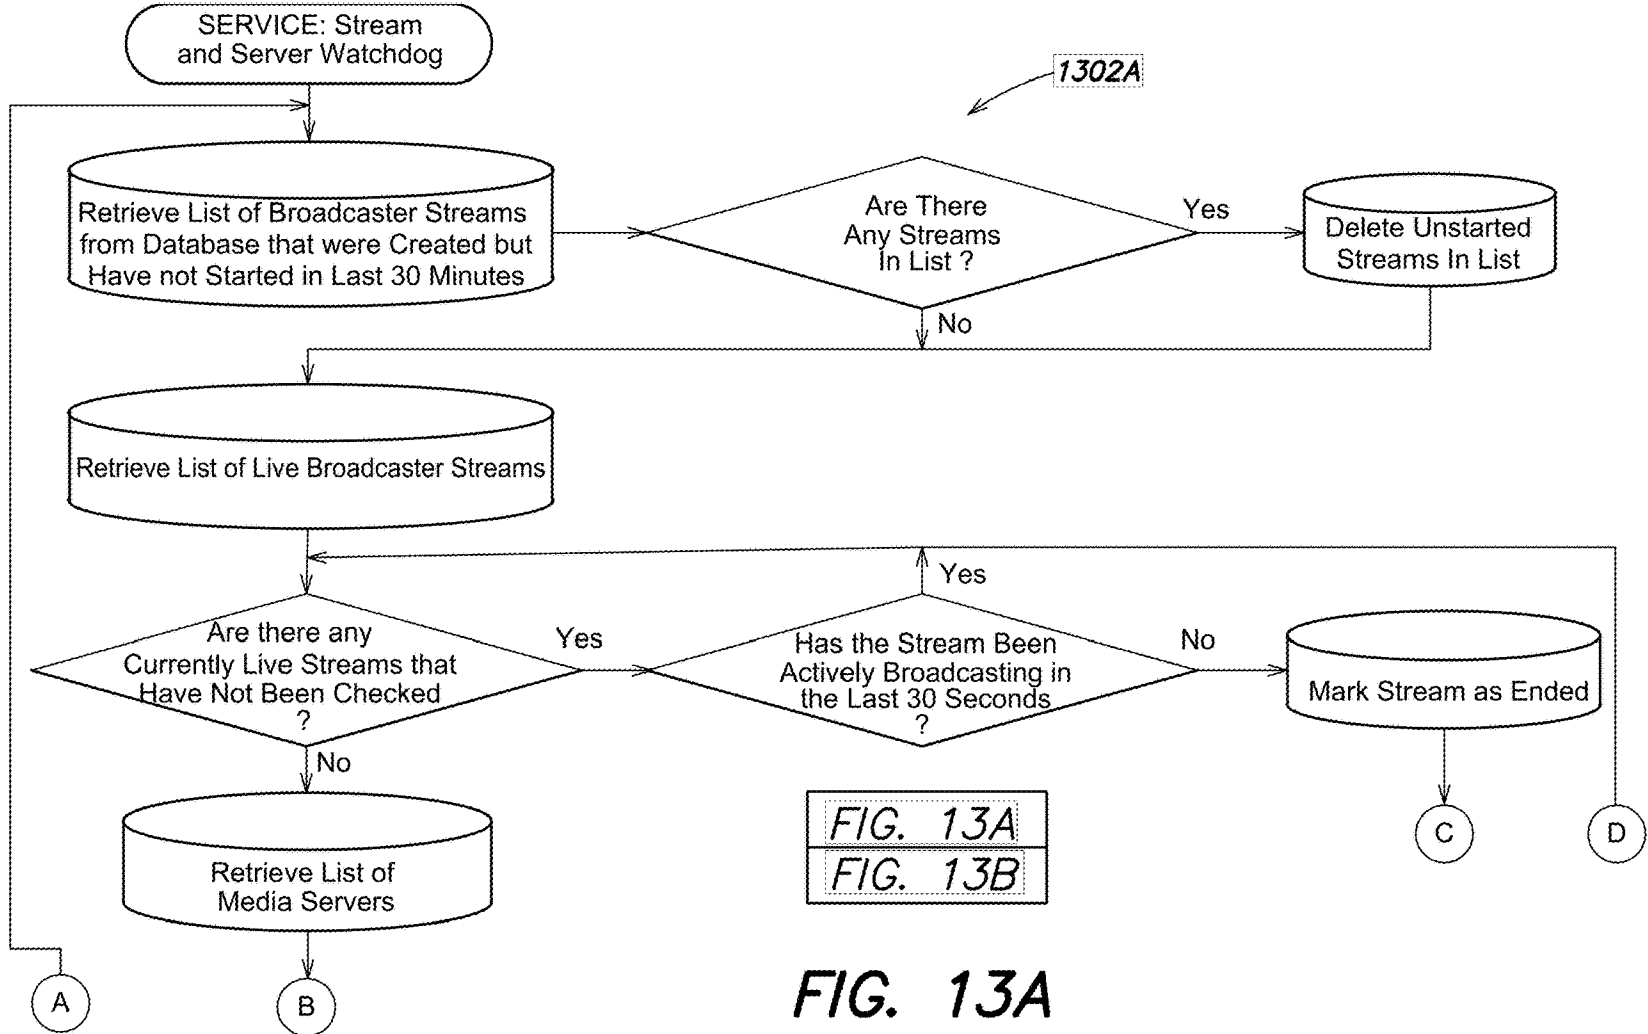 SERVICE: Stream
and Server Watchdog
1302A
Retrieve List of Broadcaster Streams
from Database that were Created but
Have not Started in Last 30 Minutes
Are There
Any Streams
In List ?
Yes
Delete Unstarted
Streams In List
No
Retrieve List of Live Broadcaster Streams
Are there any
Currently Live Streams that
Have Not Been Checked
?
Yes
Yes
Has the Stream Been
Actively Broadcasting in
the Last 30 Seconds
?
No
Mark Stream as Ended
No
Retrieve List of
Media Servers
FIG. 13A
FIG. 13B
C
D
A
B
FIG. 13A